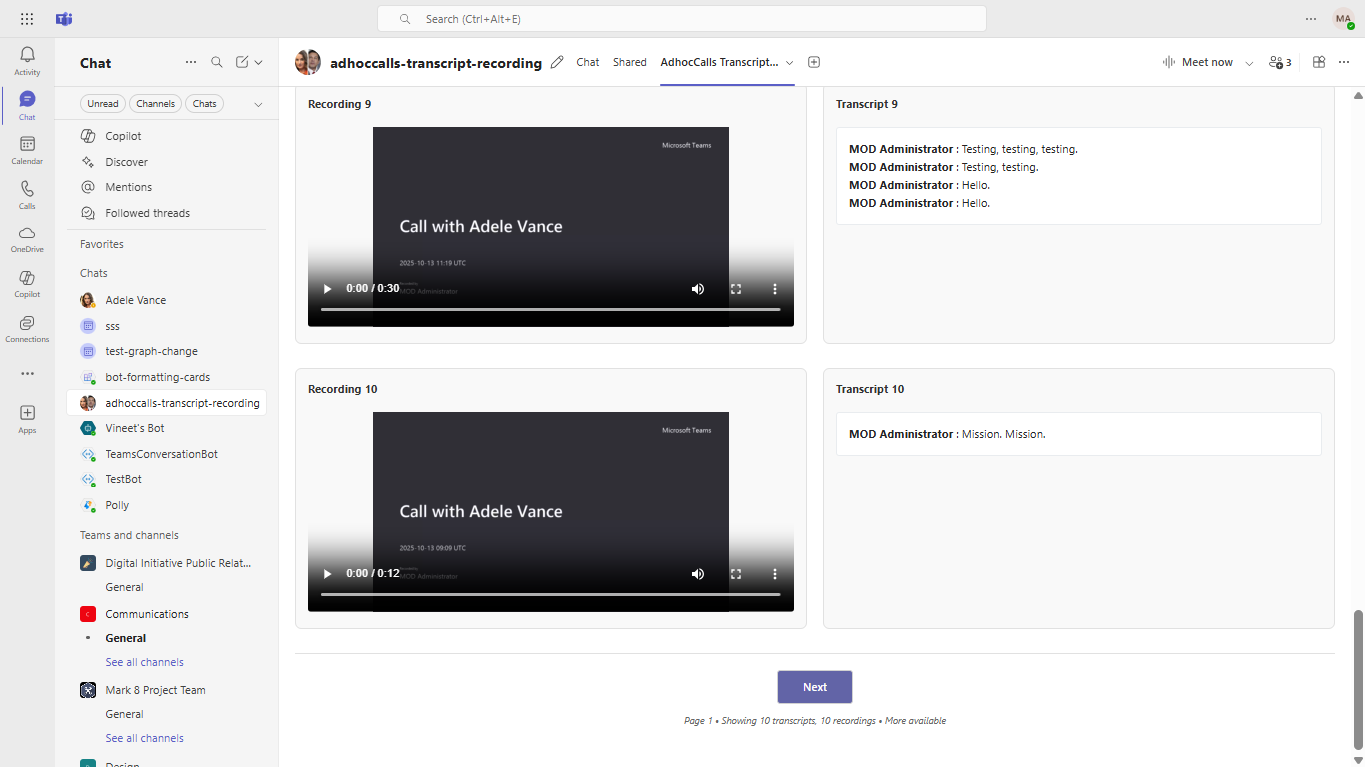 Search (Ctrl+Alt+E)
MA
Activity
Chat
Calendar
Calls
OneDrive
Copilot
Connections
Apps
Chat
Unread
Channels
Chats
Copilot
Discover
Mentions
Followed threads
Favorites
Chats
Adele Vance
sss
test-graph-change
bot-formatting-cards
adhoccalls-transcript-recording
Vineet's Bot
TeamsConversationBot
TestBot
Polly
Teams and channels
Digital Initiative Public Relat...
General
C
Communications
General
See all channels
Mark 8 Project Team
General
See all channels
Design
adhoccalls-transcript-recording
Chat
Shared
AdhocCalls Transcript...
Meet now
3
Recording 9
Microsoft Teams
Call with Adele Vance
2025-10-13 11:19 UTC
MOD Administrator
0:00 / 0:30
Transcript 9
MOD Administrator : Testing, testing, testing.
MOD Administrator : Testing, testing.
MOD Administrator : Hello.
MOD Administrator : Hello.
Recording 10
Microsoft Teams
Call with Adele Vance
2025-10-13 09:09 UTC
MOD Administrator
0:00 / 0:12
Transcript 10
MOD Administrator : Mission. Mission.
Next
Page 1 • Showing 10 transcripts, 10 recordings • More available